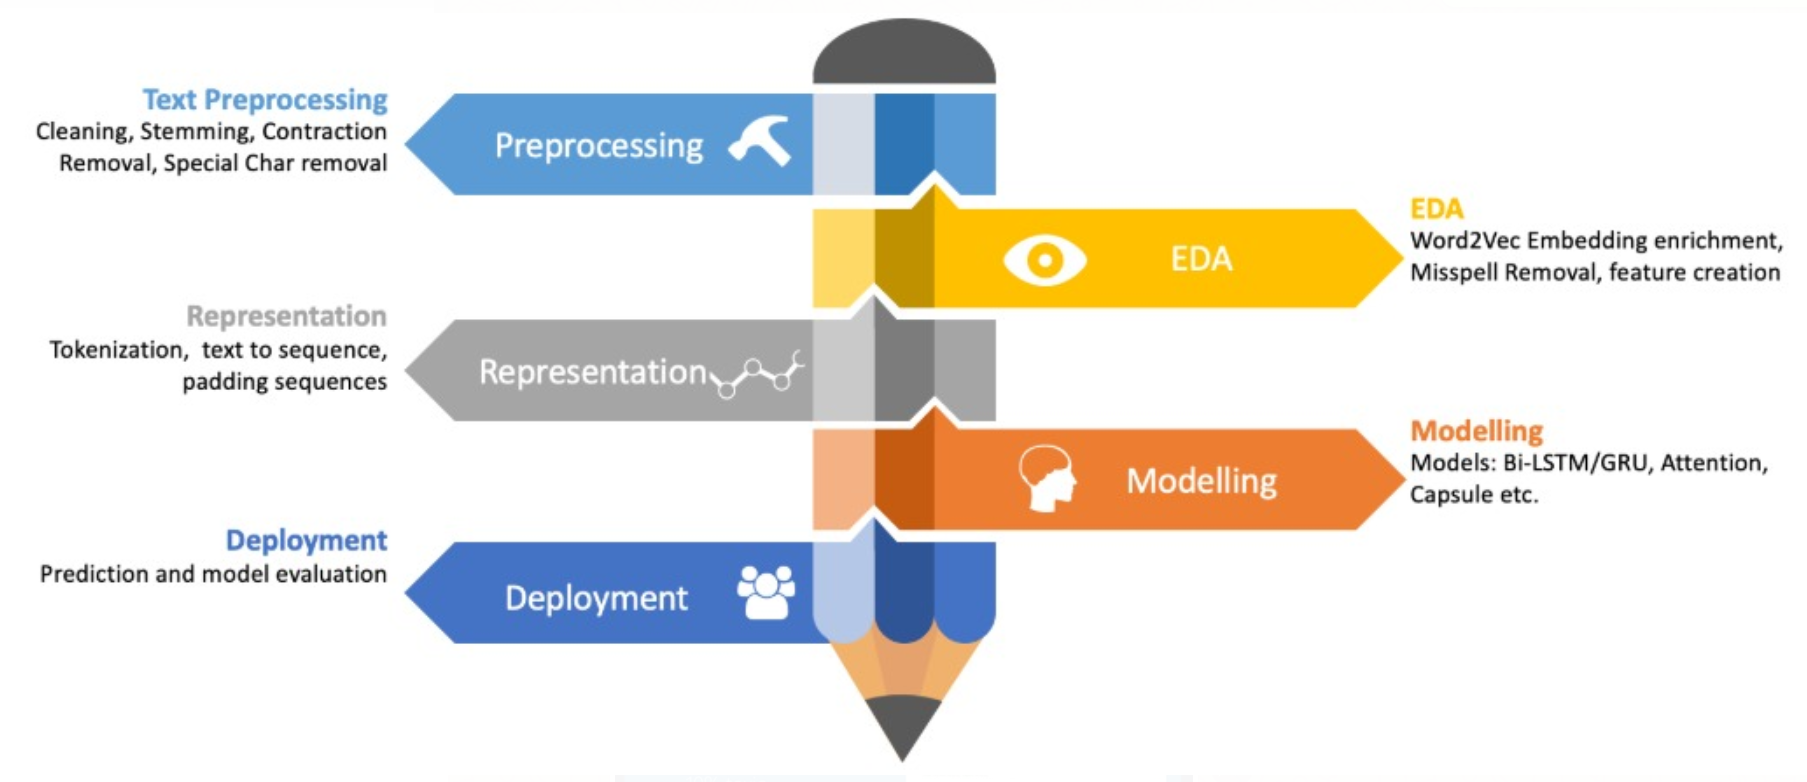 Text Preprocessing
Cleaning, Stemming, Contraction
Removal, Special Char removal
Preprocessing
EDA
EDA
Word2Vec Embedding enrichment,
Misspell Removal, feature creation
Representation
Tokenization, text to sequence,
padding sequences
Representation
Modelling
Modelling
Models: Bi-LSTM/GRU, Attention,
Capsule etc.
Deployment
Prediction and model evaluation
Deployment